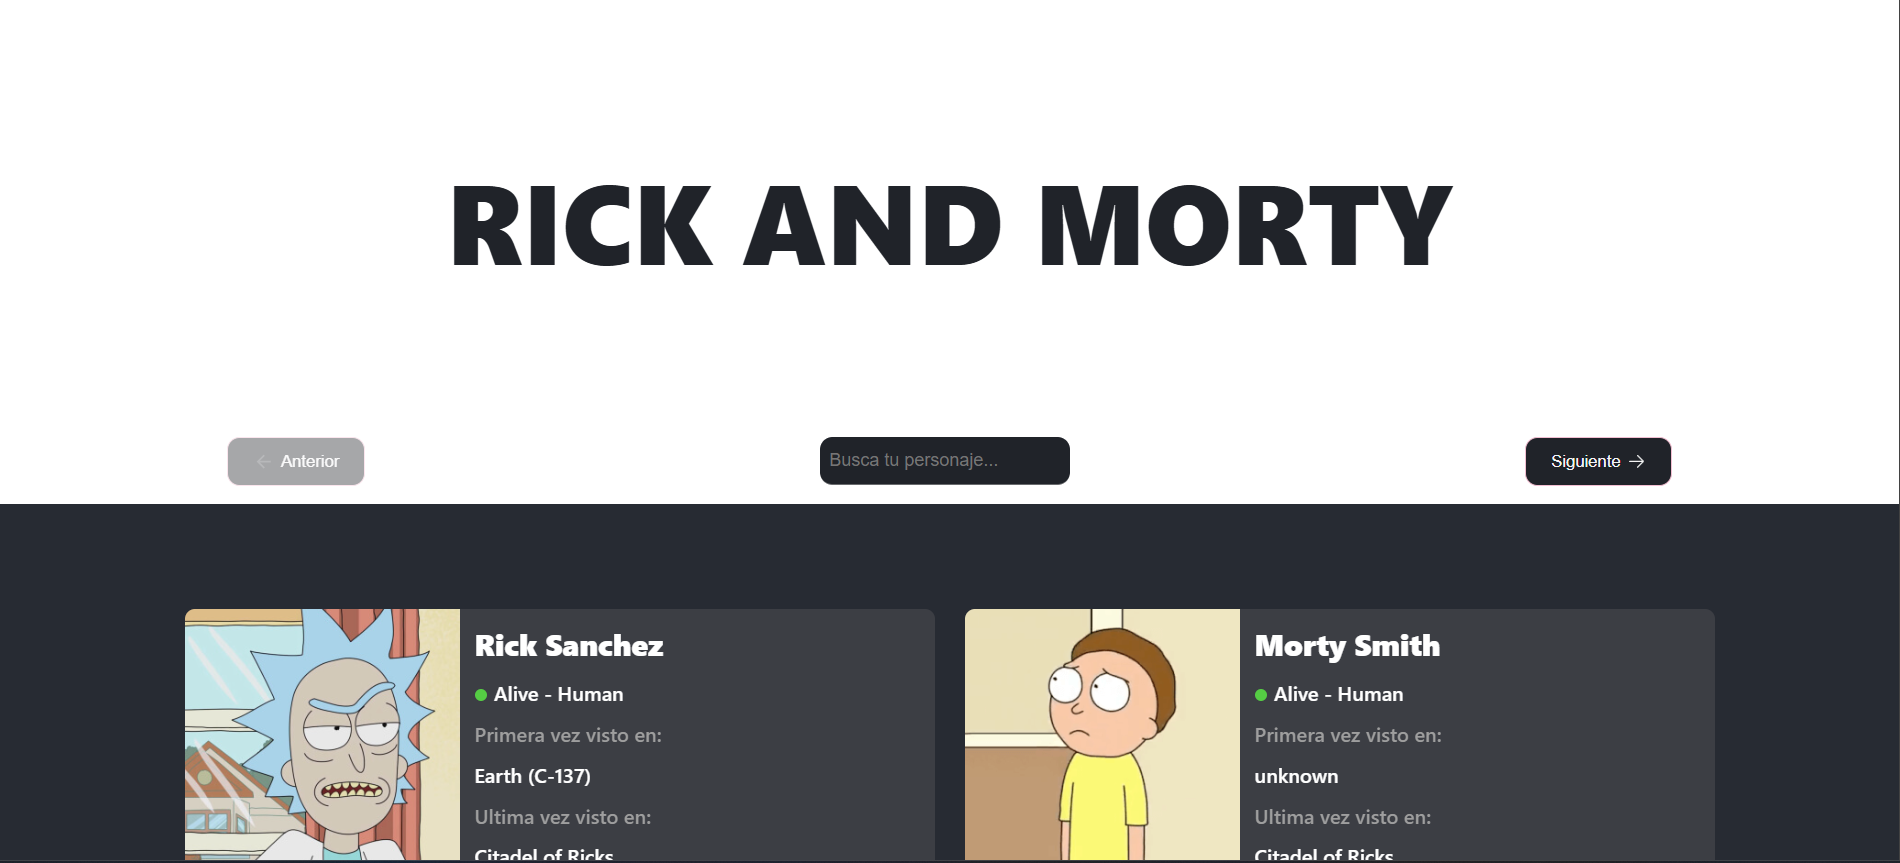 RICK AND MORTY
← Anterior
Busca tu personaje...
Siguiente →
Rick Sanchez
Alive - Human
Primera vez visto en:
Earth (C-137)
Ultima vez visto en:
Citadel of Ricks
Morty Smith
Alive - Human
Primera vez visto en:
unknown
Ultima vez visto en:
Citadel of Ricks